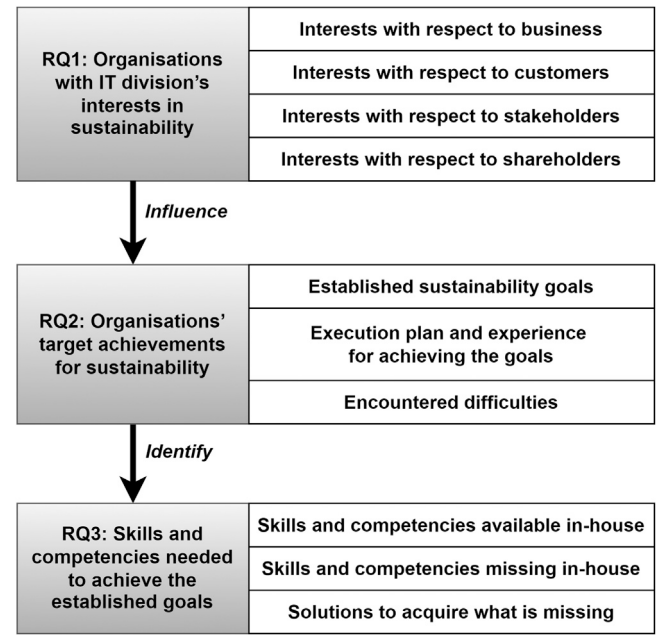 RQ1: Organisations
with IT division's
interests in
sustainability
Interests with respect to business
Interests with respect to customers
Interests with respect to stakeholders
Interests with respect to shareholders
Influence
RQ2: Organisations'
target achievements
for sustainability
Established sustainability goals
Execution plan and experience
for achieving the goals
Encountered difficulties
Identify
RQ3: Skills and
competencies needed
to achieve the
established goals
Skills and competencies available in-house
Skills and competencies missing in-house
Solutions to acquire what is missing